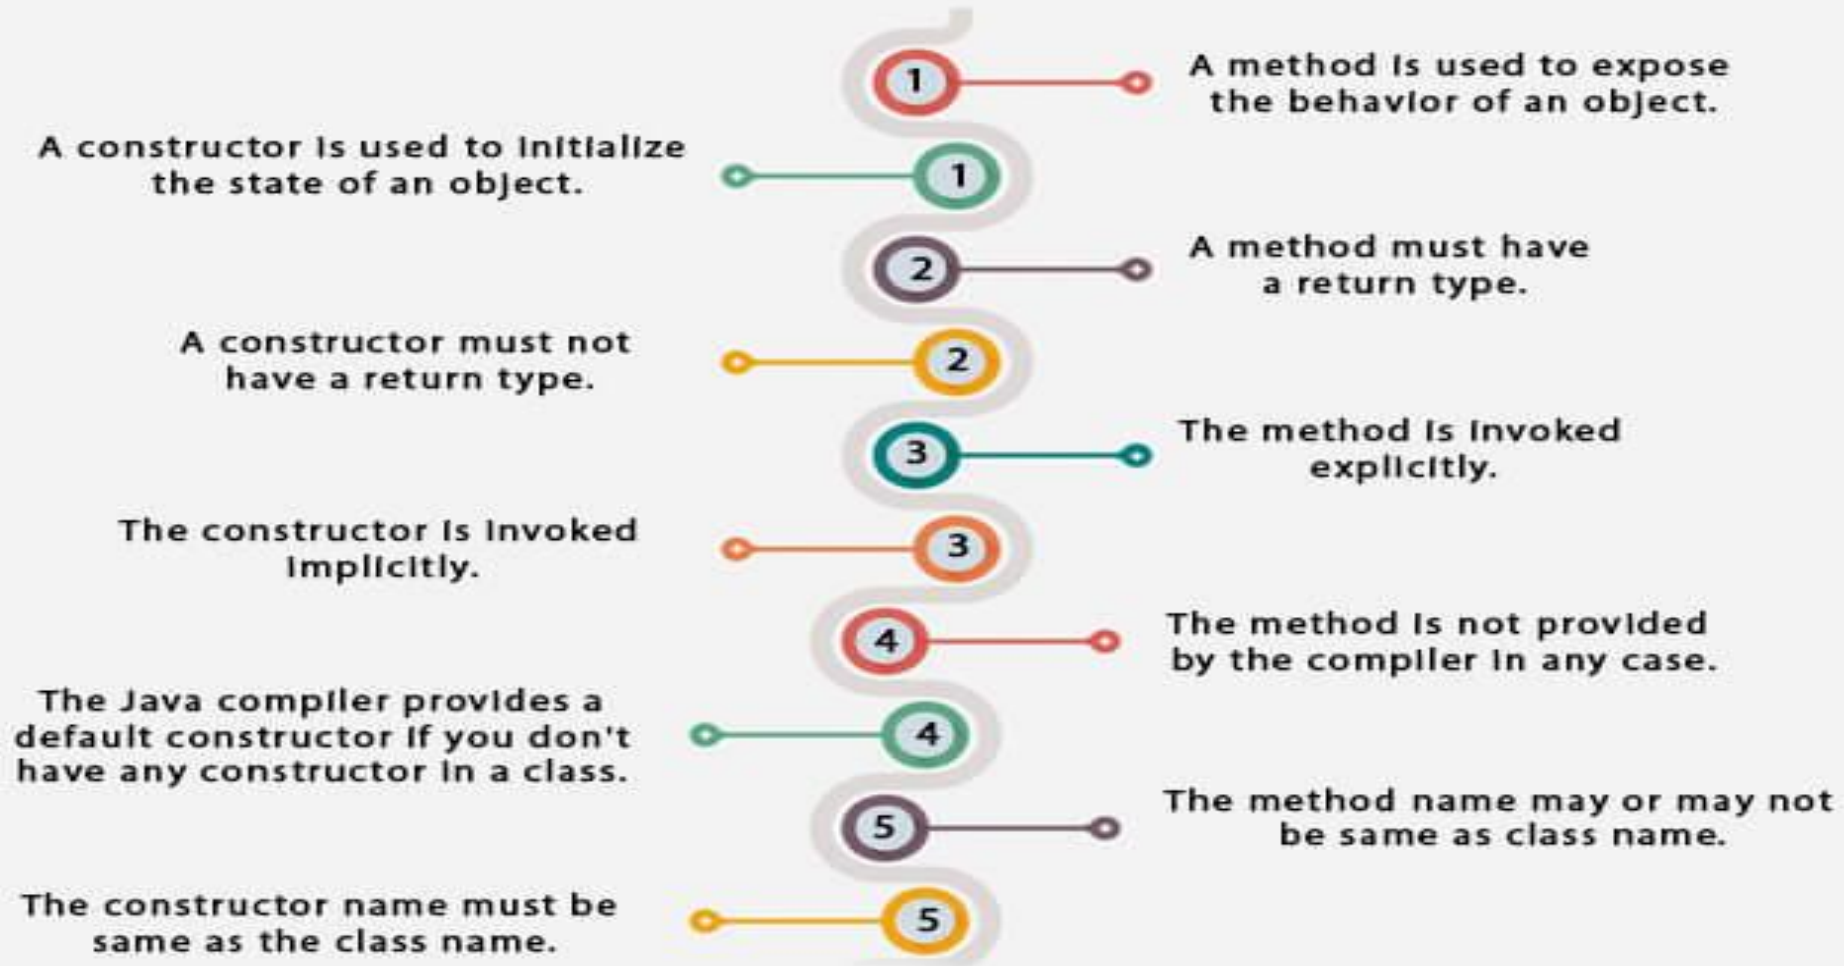 1
A method is used to expose
the behavior of an object.
A constructor is used to initialize
the state of an object.
1
2
A method must have
a return type.
A constructor must not
have a return type.
2
3
The method is invoked
explicitly.
The constructor is invoked
implicitly.
3
4
The method is not provided
by the compiler in any case.
The Java compiler provides a
default constructor if you don't
have any constructor in a class.
4
5
The method name may or may not
be same as class name.
The constructor name must be
same as the class name.
5